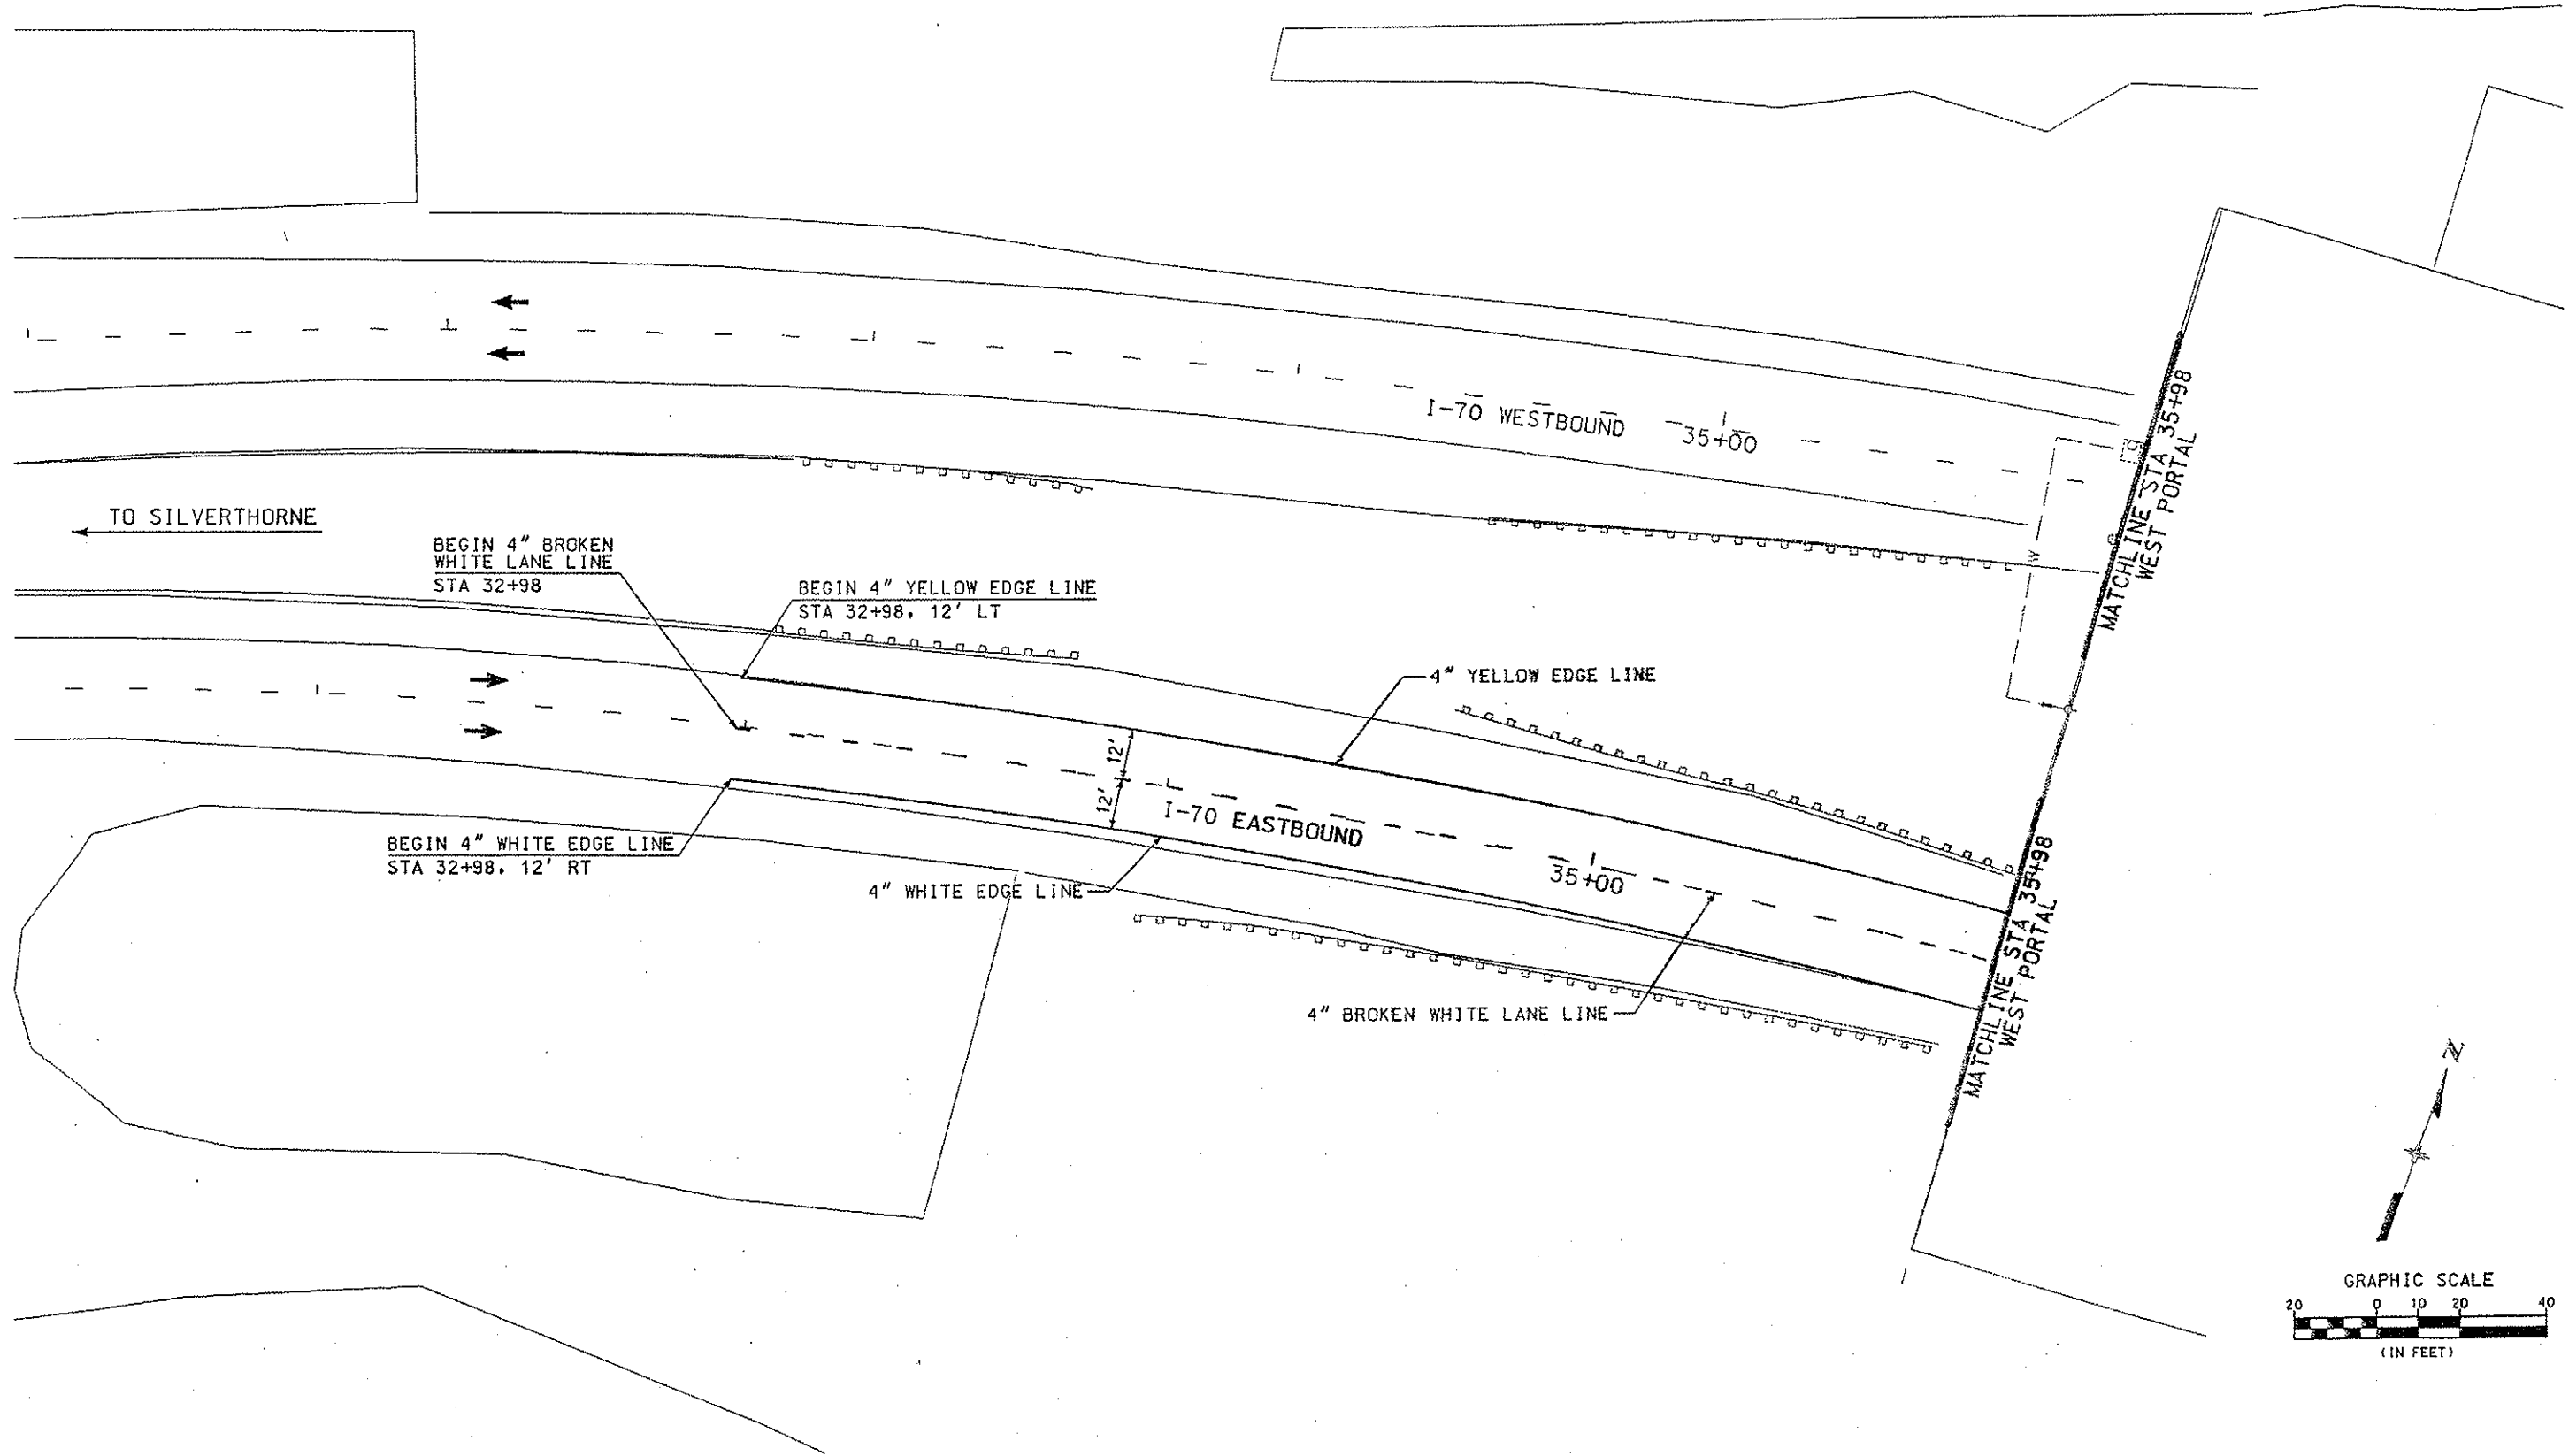 I-70 WESTBOUND
35+00
MATCHLINE STA 35+98
WEST PORTAL
TO SILVERTHORNE
BEGIN 4" BROKEN
WHITE LANE LINE
STA 32+98
BEGIN 4" YELLOW EDGE LINE
STA 32+98, 12' LT
W
4" YELLOW EDGE LINE
12'
12'
I-70 EASTBOUND
35+00
BEGIN 4" WHITE EDGE LINE
STA 32+98, 12' RT
4" WHITE EDGE LINE
4" BROKEN WHITE LANE LINE
MATCHLINE STA 35+98
WEST PORTAL
N
GRAPHIC SCALE
20 0 10 20 40
(IN FEET)